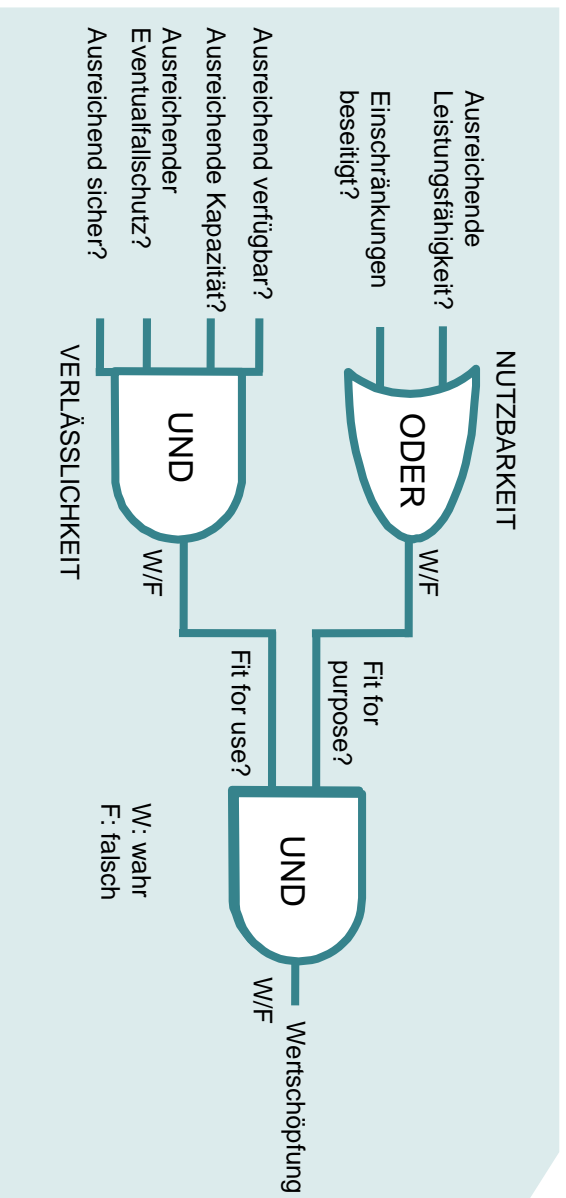 NUTZBARKEIT
Ausreichende
Leistungsfähigkeit?
Einschränkungen
beseitigt?
ODER
W/F
Fit for
purpose?
Ausreichend verfügbar?
Ausreichende Kapazität?
Ausreichender
Eventualfallschutz?
Ausreichend sicher?
UND
W/F
VERLÄSSLICHKEIT
Fit for use?
UND
W/F
Wertschöpfung
W: wahr
F: falsch